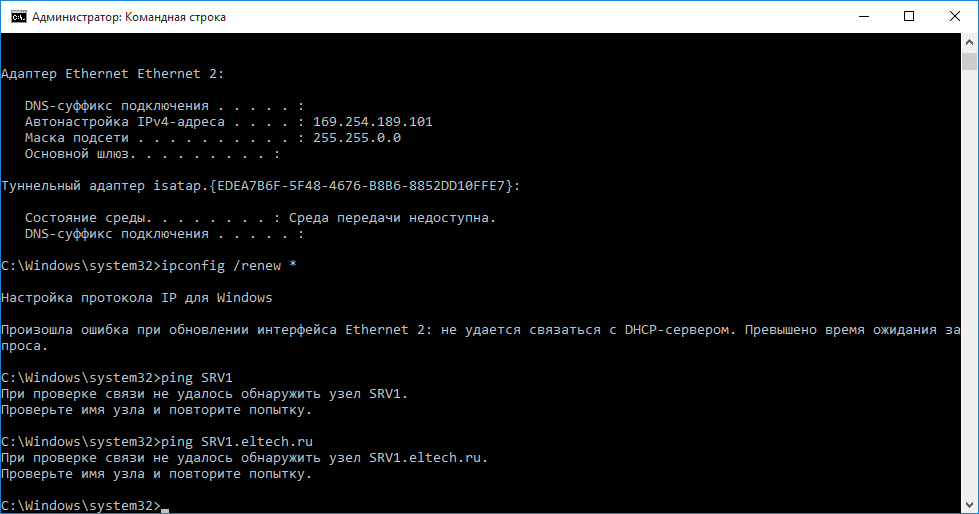 Администратор: Командная строка
Адаптер Ethernet Ethernet 2:
DNS-суффикс подключения . . . . . :
Автонастройка IPv4-адреса . . . . : 169.254.189.101
Маска подсети . . . . . . . . . . : 255.255.0.0
Основной шлюз. . . . . . . . . :
Туннельный адаптер isatap.{EDEA7B6F-5F48-4676-B8B6-8852DD10FFE7}:
Состояние среды. . . . . . . . : Среда передачи недоступна.
DNS-суффикс подключения . . . . . :
C:\Windows\system32>ipconfig /renew *
Настройка протокола IP для Windows
Произошла ошибка при обновлении интерфейса Ethernet 2: не удается связаться с DHCP-сервером. Превышено время ожидания за
проса.
C:\Windows\system32>ping SRV1
При проверке связи не удалось обнаружить узел SRV1.
Проверьте имя узла и повторите попытку.
C:\Windows\system32>ping SRV1.eltech.ru
При проверке связи не удалось обнаружить узел SRV1.eltech.ru.
Проверьте имя узла и повторите попытку.
C:\Windows\system32>